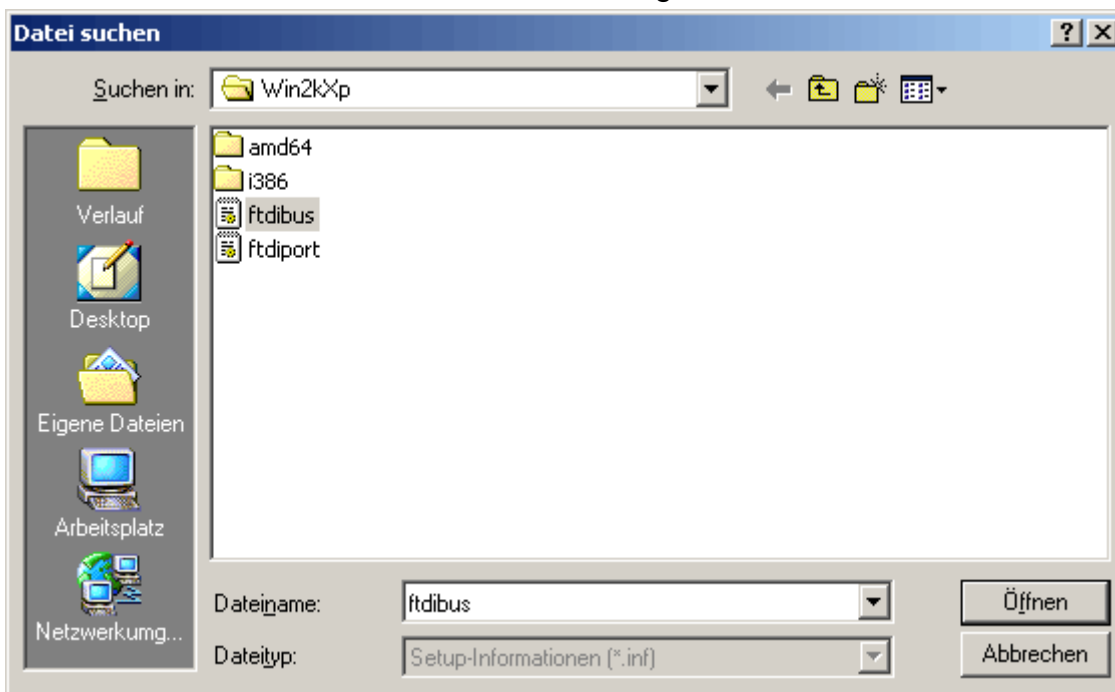 Datei suchen
Suchen in: Win2kXp
amd64
i386
ftdibus
ftdiport
Verlauf
Desktop
Eigene Dateien
Arbeitsplatz
Netzwerkumg...
Dateiname: ftdibus Öffnen
Dateityp: Setup-Informationen (*.inf) Abbrechen